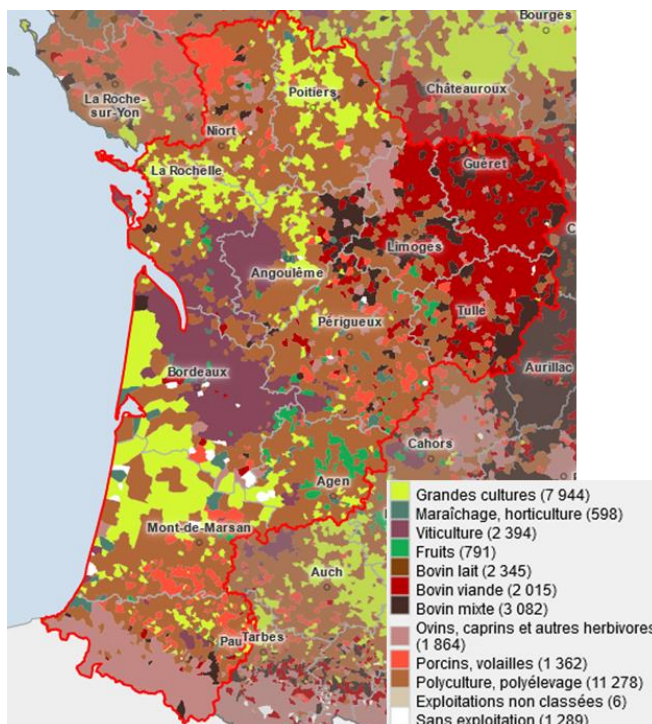 Bourges
Châteauroux
La Roche-
sur-Yon
Poitiers
Niort
Guéret
La Rochelle
Limoges
Angoulême
Tulle
Périgueux
Bordeaux
Aurillac
Cahors
Agen
Mont-de-Marsan
Auch
Pau
Tarbes
Grandes cultures (7 944)
Maraîchage, horticulture (598)
Viticulture (2 394)
Fruits (791)
Bovin lait (2 345)
Bovin viande (2 015)
Bovin mixte (3 082)
Ovins, caprins et autres herbivores
(1 864)
Porcins, volailles (1 362)
Polyculture, polyélevage (11 278)
Exploitations non classées (6)
Sans exploitation (1 289)